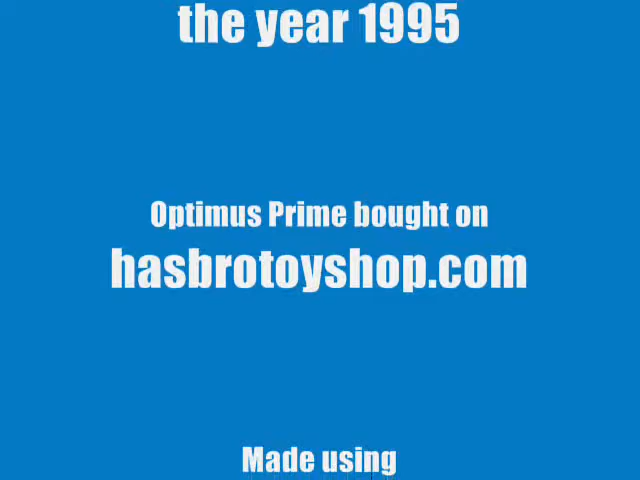 the year 1995
Optimus Prime bought on
hasbrotoyshop.com
Made using